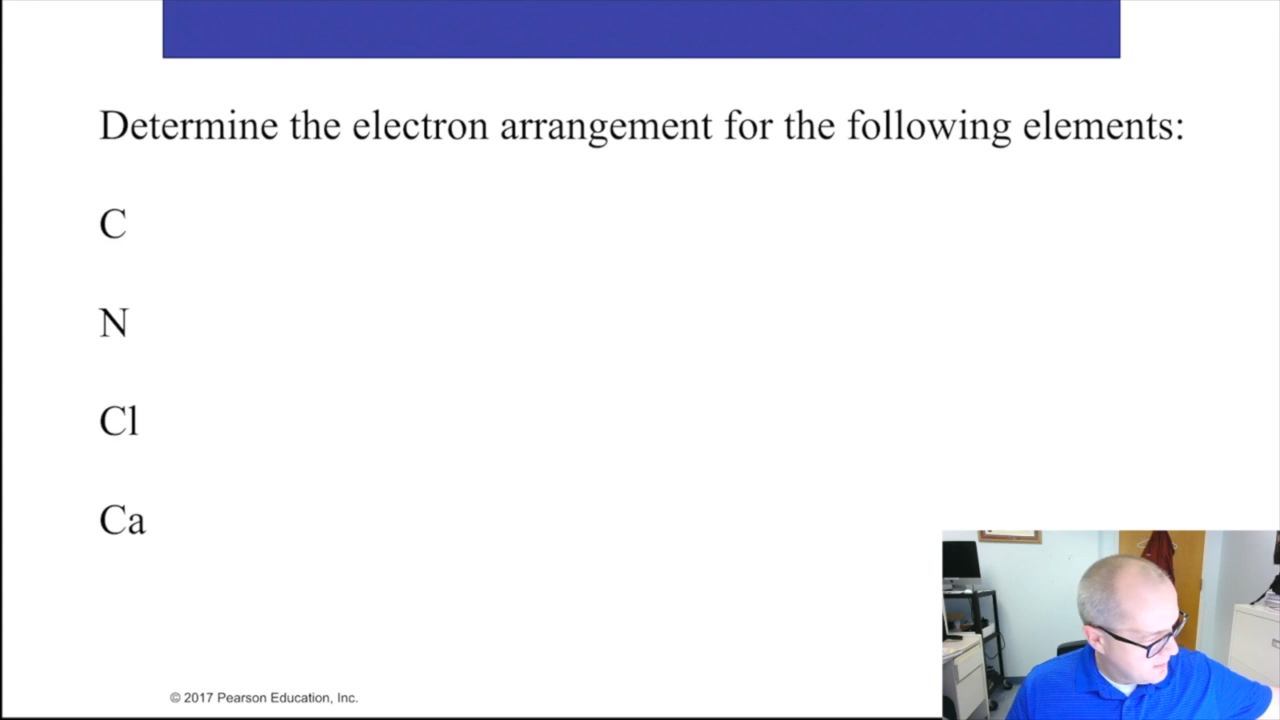 Determine the electron arrangement for the following elements:
C
N
Cl
Ca
© 2017 Pearson Education, Inc.